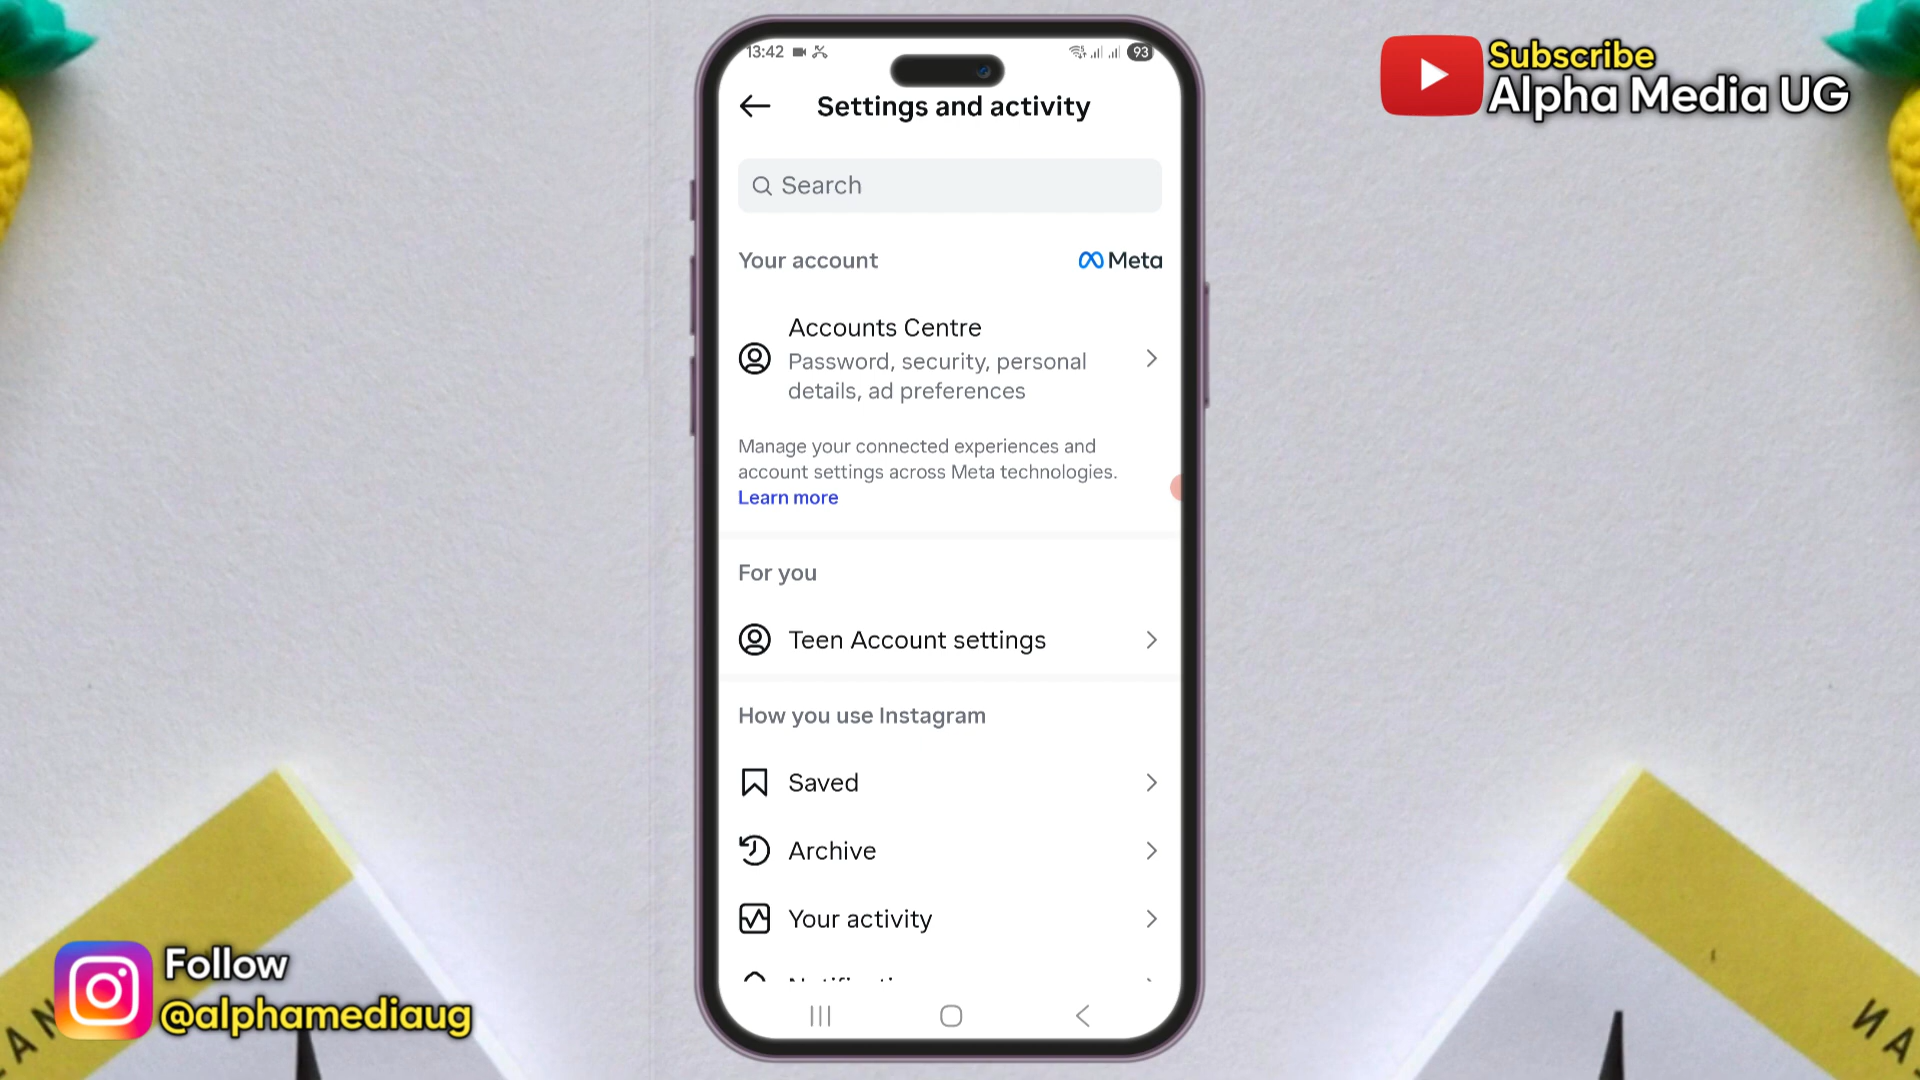 13:42
93
Settings and activity
Search
Your account
Meta
Accounts Centre
Password, security, personal
details, ad preferences
Manage your connected experiences and
account settings across Meta technologies.
Learn more
For you
Teen Account settings
How you use Instagram
Saved
Archive
Your activity
Subscribe
Alpha Media UG
Follow
@alphamediaug